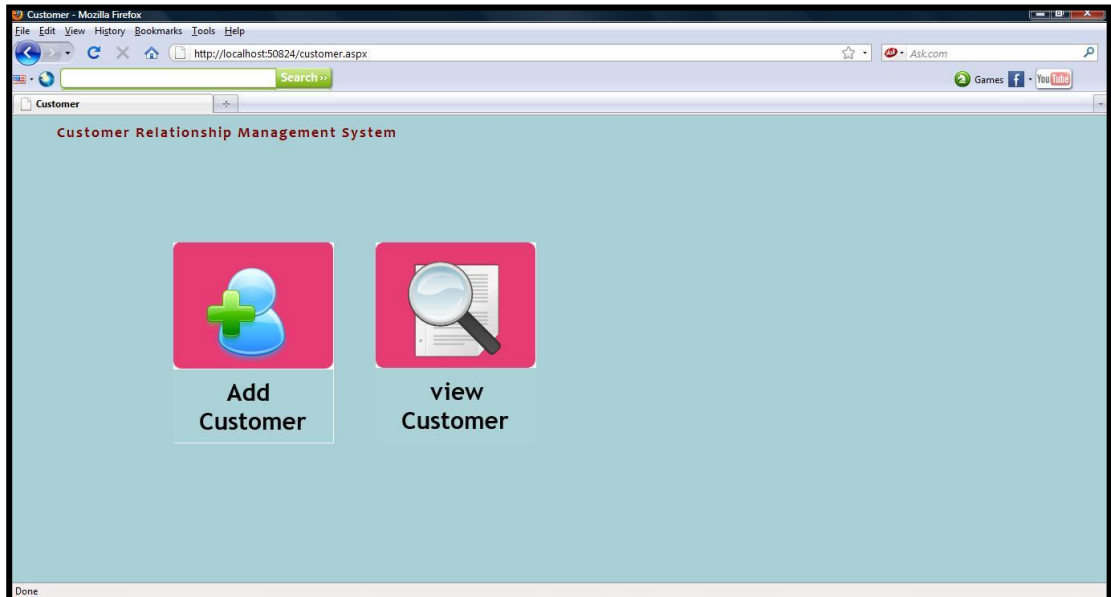 Customer - Mozilla Firefox
File Edit View History Bookmarks Tools Help
http://localhost:50824/customer.aspx
Ask.com
Search
Games
YouTube
Customer
Customer Relationship Management System
Add
Customer
view
Customer
Done